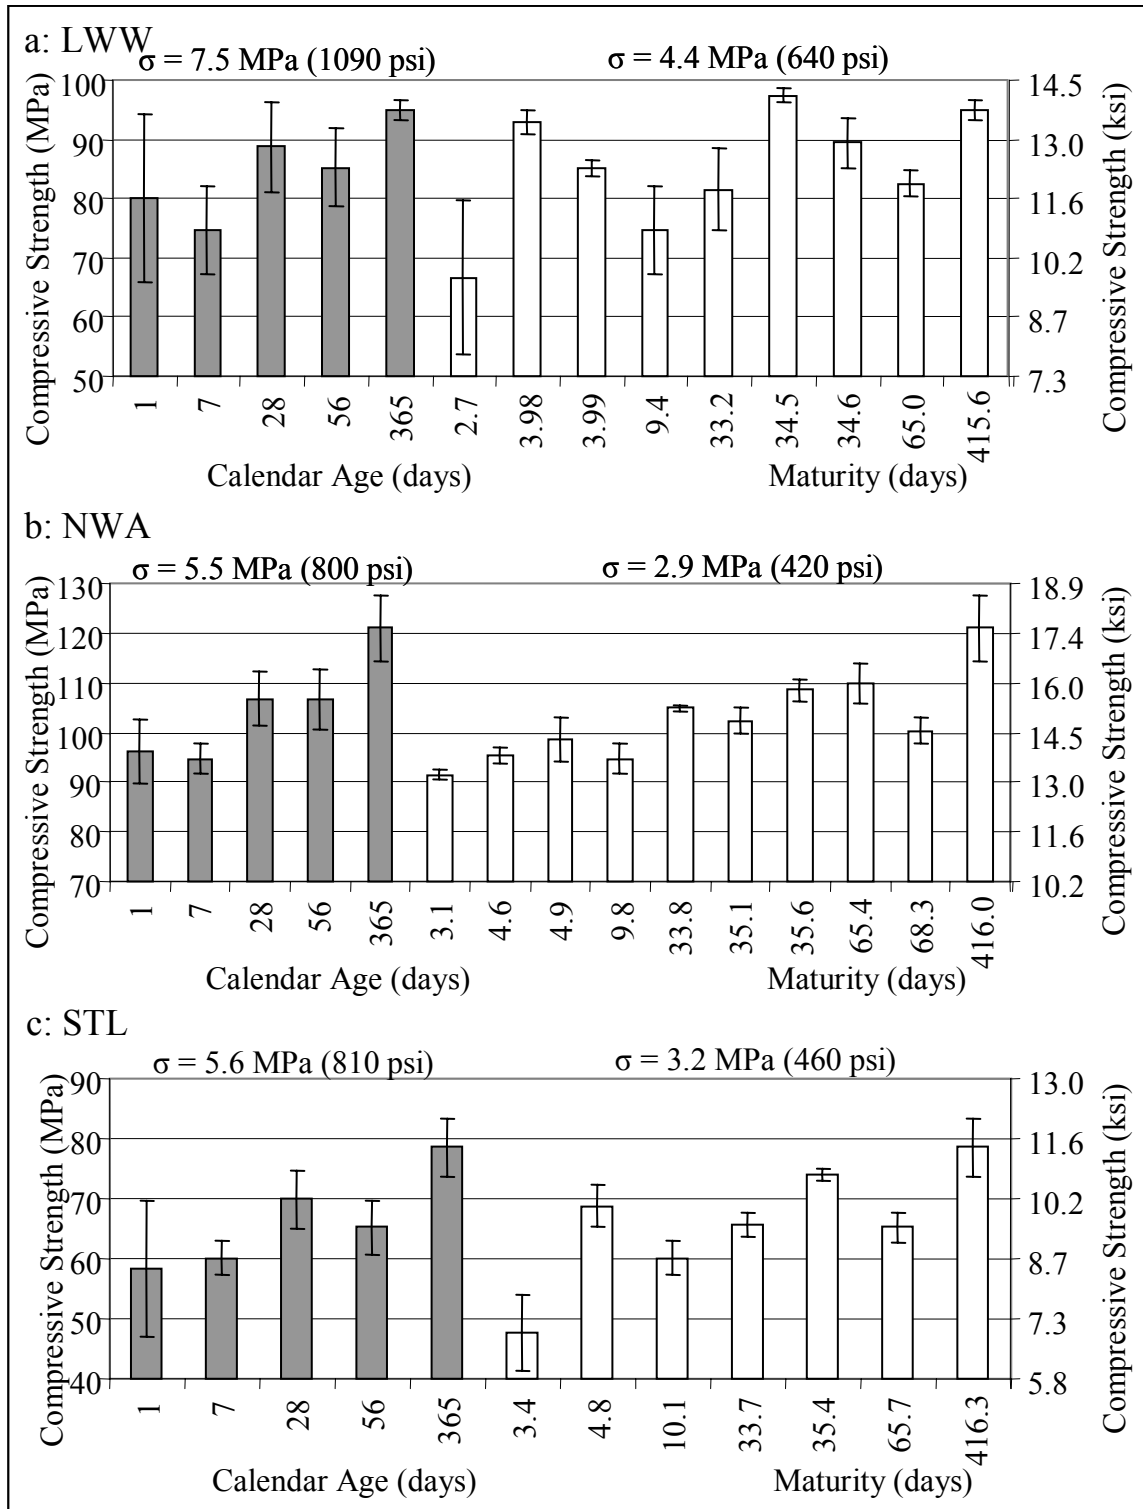 a: LWW
σ = 7.5 MPa (1090 psi) σ = 4.4 MPa (640 psi)
Compressive Strength (MPa)
100
90
80
70
60
50
14.5
13.0
11.6
10.2
8.7
7.3
Compressive Strength (ksi)
1 7 28 56 365 2.7 3.98 3.99 9.4 33.2 34.5 34.6 65.0 415.6
Calendar Age (days) Maturity (days)
b: NWA
σ = 5.5 MPa (800 psi) σ = 2.9 MPa (420 psi)
Compressive Strength (MPa)
130
120
110
100
90
80
70
18.9
17.4
16.0
14.5
13.0
11.6
10.2
Compressive Strength (ksi)
1 7 28 56 365 3.1 4.6 4.9 9.8 33.8 35.1 35.6 65.4 68.3 416.0
Calendar Age (days) Maturity (days)
c: STL
σ = 5.6 MPa (810 psi) σ = 3.2 MPa (460 psi)
Compressive Strength (MPa)
90
80
70
60
50
40
13.0
11.6
10.2
8.7
7.3
5.8
Compressive Strength (ksi)
1 7 28 56 365 3.4 4.8 10.1 33.7 35.4 65.7 416.3
Calendar Age (days) Maturity (days)